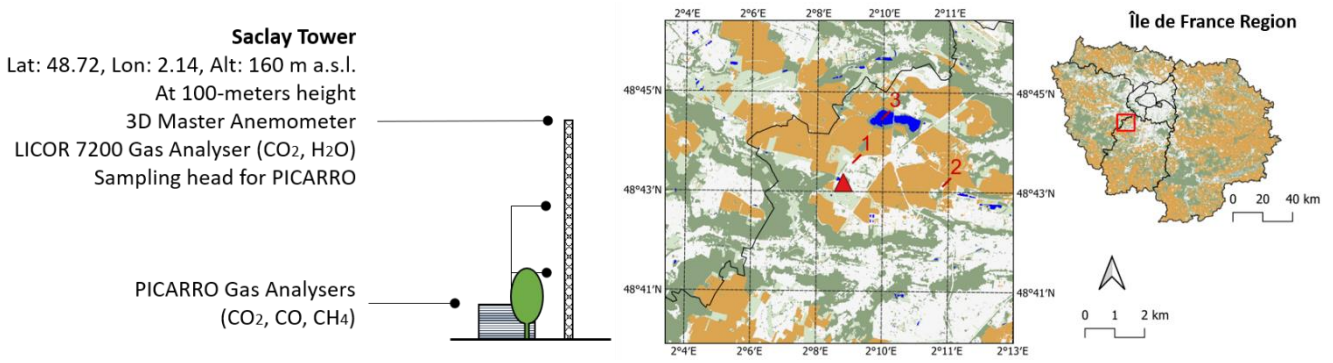 Saclay Tower
Lat: 48.72, Lon: 2.14, Alt: 160 m a.s.l.
At 100-meters height
3D Master Anemometer
LICOR 7200 Gas Analyser (CO₂, H₂O)
Sampling head for PICARRO
PICARRO Gas Analysers
(CO₂, CO, CH₄)
2°4'E 2°6'E 2°8'E 2°10'E 2°11'E
48°45'N
48°43'N
48°41'N
3
1
2
48°45'N
48°43'N
48°41'N
2°4'E 2°6'E 2°8'E 2°10'E 2°11'E 2°13'E
Île de France Region
0 20 40 km
0 1 2 km